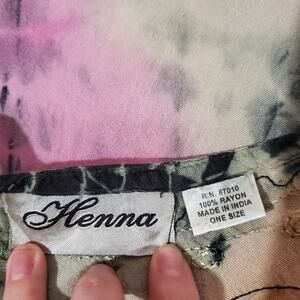 Henna
R.N. 87010
100% RAYON
MADE IN INDIA
ONE SIZE